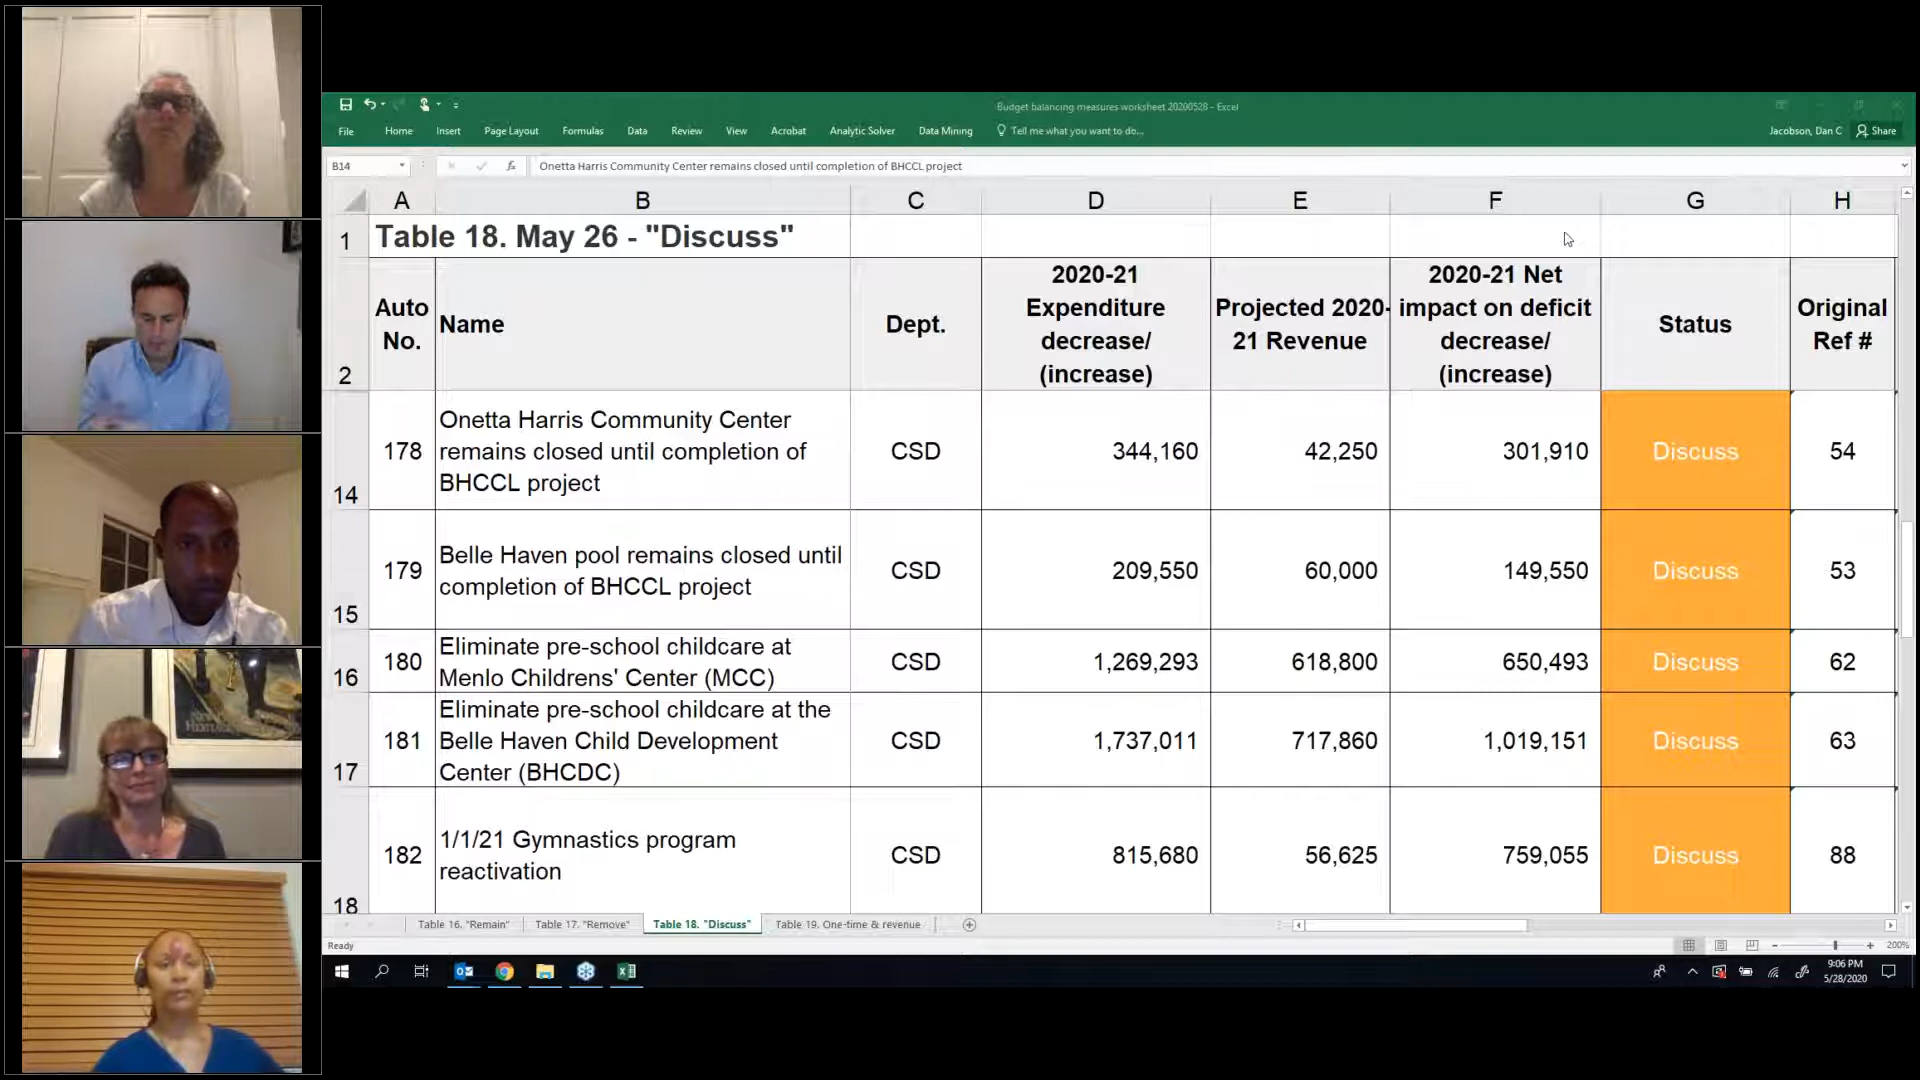 Budget balancing measures worksheet 20200528 - Excel
File Home Insert Page Layout Formulas Data Review View Acrobat Analytic Solver Data Mining Tell me what you want to do... Jacobson, Dan C Share
B14 fx Onetta Harris Community Center remains closed until completion of BHCCL project
A B C D E F G H
1 Table 18. May 26 - "Discuss"
2020-21 2020-21 Net
Auto Expenditure Projected 2020- impact on deficit Original
Name Dept. Status
No. decrease/ 21 Revenue decrease/ Ref #
2 (increase) (increase)
Onetta Harris Community Center
178 remains closed until completion of CSD 344,160 42,250 301,910 Discuss 54
BHCCL project
14
Belle Haven pool remains closed until
179 CSD 209,550 60,000 149,550 Discuss 53
completion of BHCCL project
15
Eliminate pre-school childcare at
180 CSD 1,269,293 618,800 650,493 Discuss 62
16 Menlo Childrens' Center (MCC)
Eliminate pre-school childcare at the
181 Belle Haven Child Development CSD 1,737,011 717,860 1,019,151 Discuss 63
17 Center (BHCDC)
1/1/21 Gymnastics program
182 CSD 815,680 56,625 759,055 Discuss 88
reactivation
18
Table 16. "Remain" Table 17. "Remove" Table 18. "Discuss" Table 19. One-time & revenue
Ready 200%
9:06 PM
5/28/2020